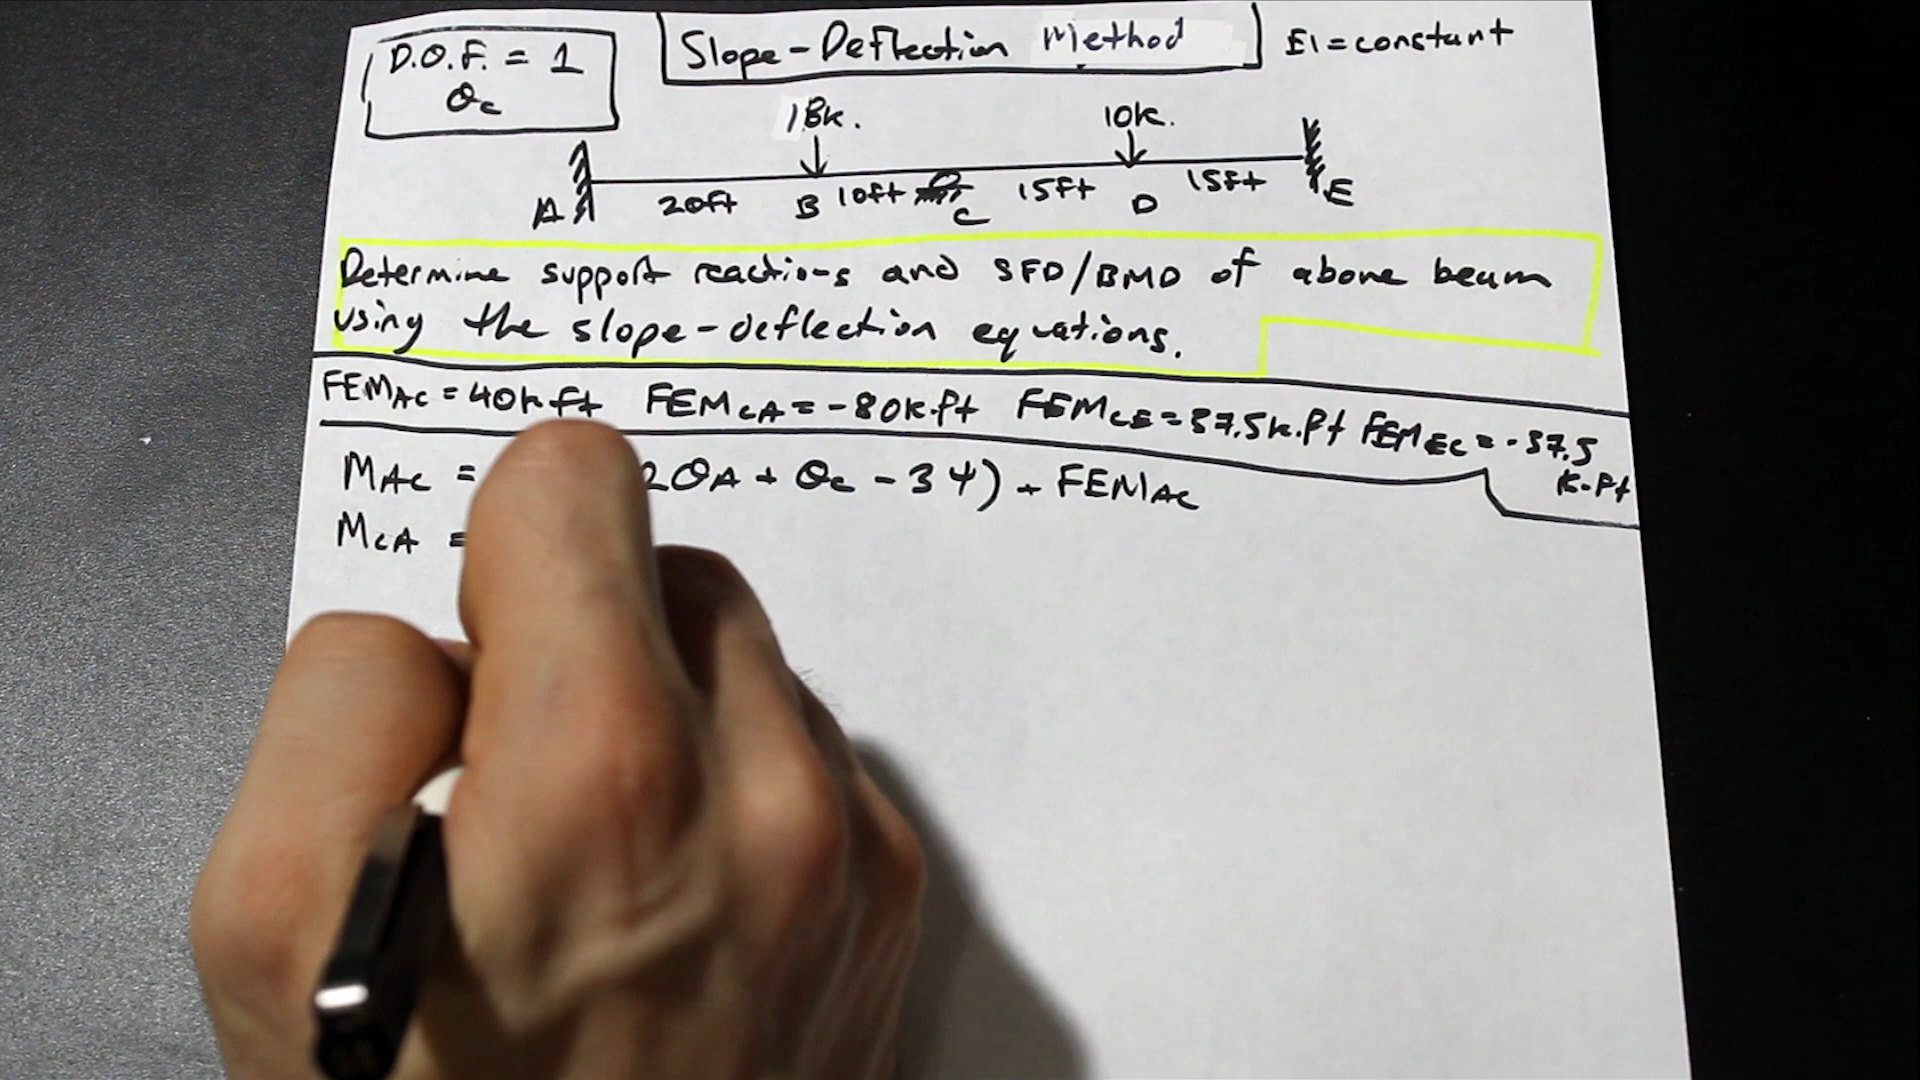 D.O.F. = 1
θc
Slope-Deflection Method
EI = constant
18k.
10k.
A
20ft
B
10ft
C
15ft
D
15ft
E
Determine support reactions and SFD/BMD of above beam
using the slope-deflection equations.
FEMAC = 40k.ft FEMCA = -80k.ft FEMCE = 37.5k.ft FEMEC = -37.5
k.ft
MAC = 2θA + θc - 3ψ) + FEMAC
MCA =